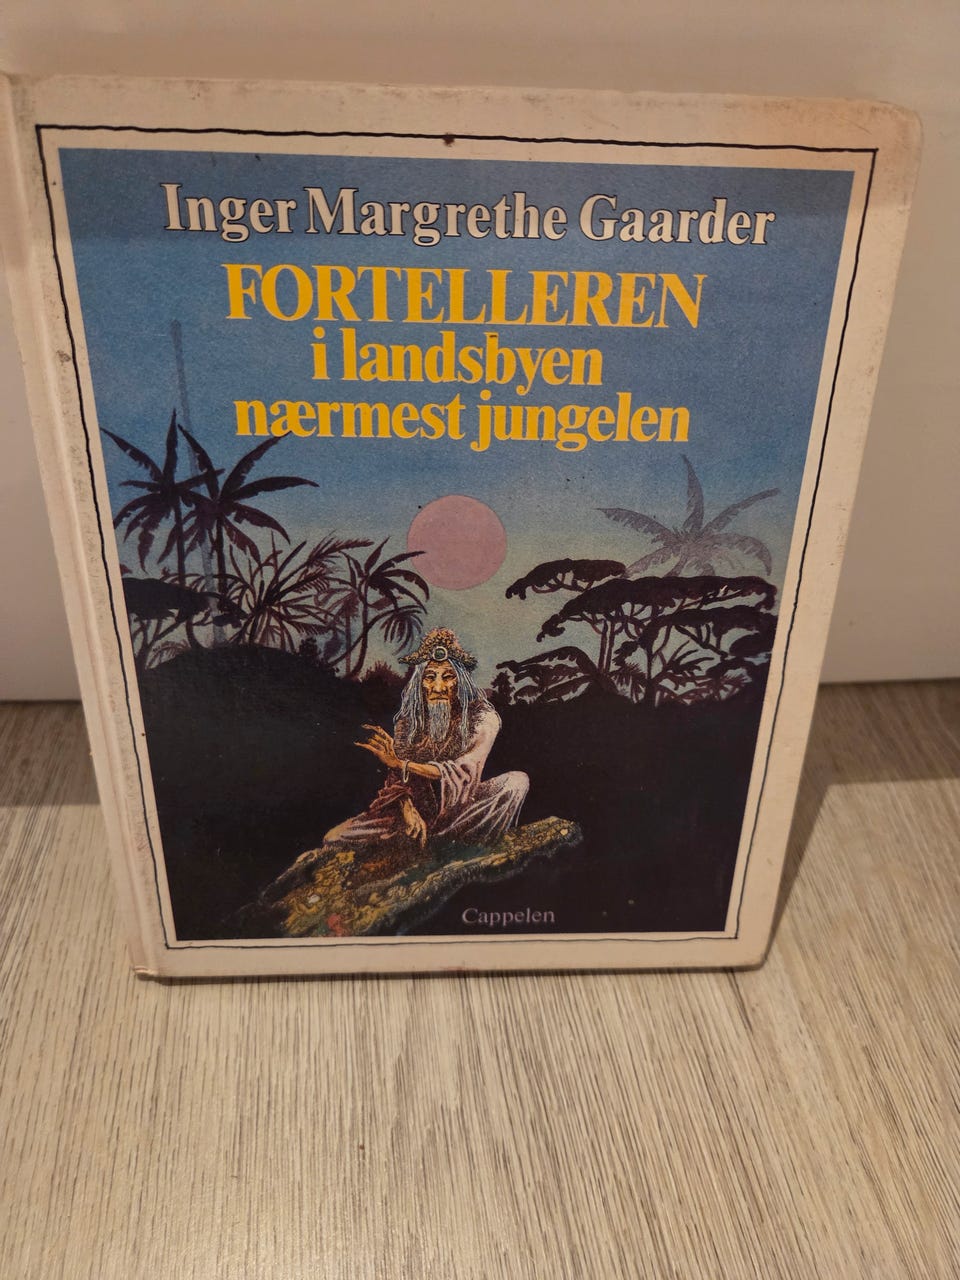 Inger Margrethe Gaarder
FORTELLEREN
i landsbyen
nærmest jungelen
Cappelen